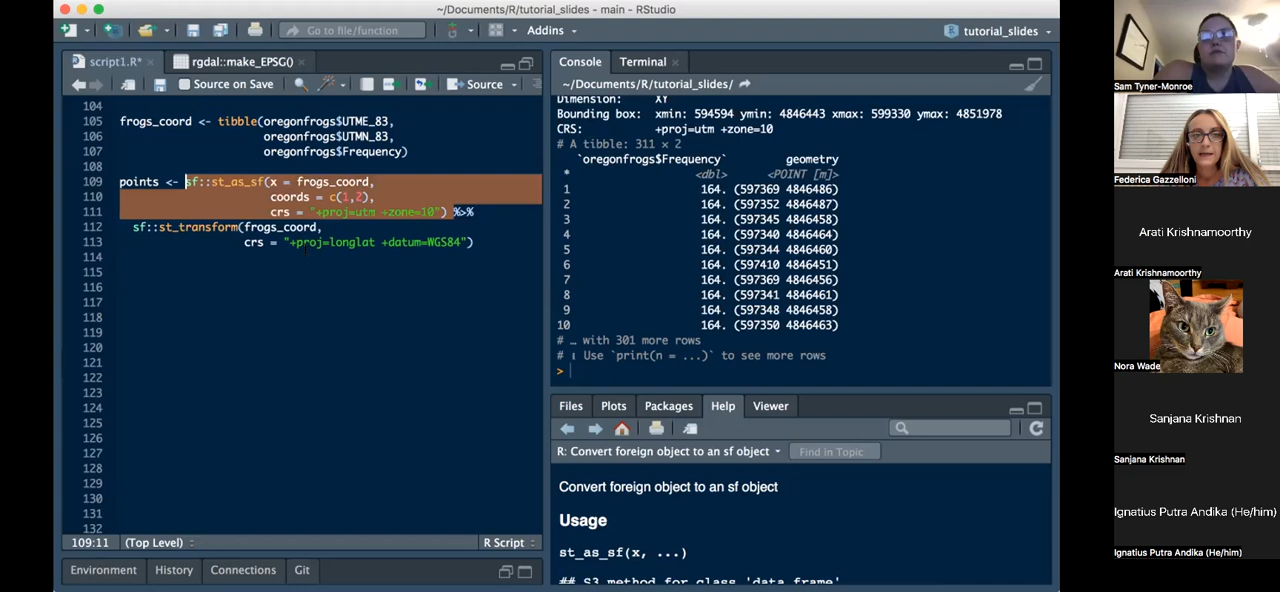 ~/Documents/R/tutorial_slides - main - RStudio
Go to file/function
Addins
tutorial_slides
script1.R*
rgdal::make_EPSG()
Source on Save
Source
104
105 frogs_coord <- tibble(oregonfrogs$UTME_83,
106 oregonfrogs$UTMN_83,
107 oregonfrogs$Frequency)
108
109 points <- sf::st_as_sf(x = frogs_coord,
110 coords = c(1,2),
111 crs = "+proj=utm +zone=10") %>%
112 sf::st_transform(frogs_coord,
113 crs = "+proj=longlat +datum=WGS84")
114
115
116
117
118
119
120
121
122
123
124
125
126
127
128
129
130
131
132
109:11 (Top Level) R Script
Environment History Connections Git
Console Terminal
~/Documents/R/tutorial_slides/
Dimension: XY
Bounding box: xmin: 594594 ymin: 4846443 xmax: 599330 ymax: 4851978
CRS: +proj=utm +zone=10
# A tibble: 311 × 2
`oregonfrogs$Frequency` geometry
* <dbl> <POINT [m]>
1 164. (597369 4846486)
2 164. (597352 4846487)
3 164. (597345 4846458)
4 164. (597340 4846464)
5 164. (597344 4846460)
6 164. (597410 4846451)
7 164. (597369 4846456)
8 164. (597341 4846461)
9 164. (597348 4846458)
10 164. (597350 4846463)
# … with 301 more rows
# ℹ Use `print(n = ...)` to see more rows
>
Files Plots Packages Help Viewer
R: Convert foreign object to an sf object
Find in Topic
Convert foreign object to an sf object
Usage
st_as_sf(x, ...)
## S3 method for class 'data.frame'
Sam Tyner-Monroe
Federica Gazzelloni
Arati Krishnamoorthy
Arati Krishnamoorthy
Nora Wade
Sanjana Krishnan
Sanjana Krishnan
Ignatius Putra Andika (He/him)
Ignatius Putra Andika (He/him)